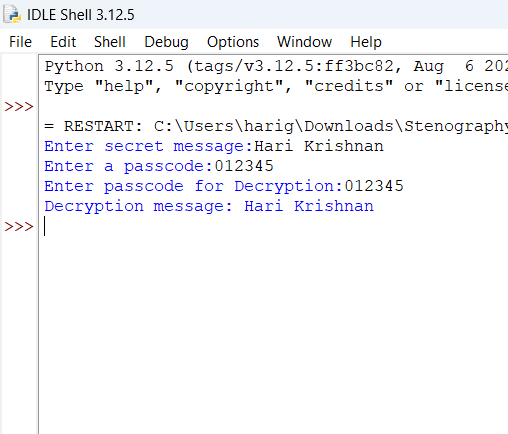 IDLE Shell 3.12.5
File Edit Shell Debug Options Window Help
Python 3.12.5 (tags/v3.12.5:ff3bc82, Aug 6 202
Type "help", "copyright", "credits" or "license
>>>
= RESTART: C:\Users\harig\Downloads\Stenography
Enter secret message:Hari Krishnan
Enter a passcode:012345
Enter passcode for Decryption:012345
Decryption message: Hari Krishnan
>>>